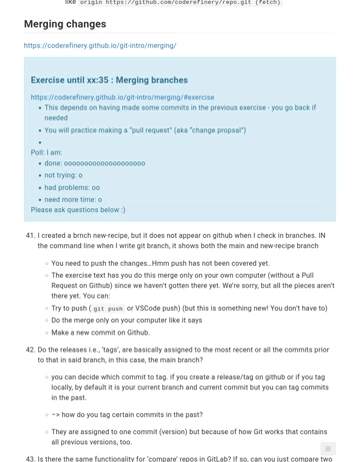 like origin https://github.com/coderefinery/repo.git (fetch)
Merging changes
https://coderefinery.github.io/git-intro/merging/
Exercise until xx:35 : Merging branches
https://coderefinery.github.io/git-intro/merging/#exercise
• This depends on having made some commits in the previous exercise - you go back if
needed
• You will practice making a "pull request" (aka "change propsal")
•
Poll: I am:
• done: oooooooooooooooooooo
• not trying: o
• had problems: oo
• need more time: o
Please ask questions below :)
41. I created a brnch new-recipe, but it does not appear on github when I check in branches. IN
the command line when I write git branch, it shows both the main and new-recipe branch
○ You need to push the changes…Hmm push has not been covered yet.
○ The exercise text has you do this merge only on your own computer (without a Pull
Request on Github) since we haven't gotten there yet. We're sorry, but all the pieces aren't
there yet. You can:
○ Try to push ( git push or VSCode push) (but this is something new! You don't have to)
○ Do the merge only on your computer like it says
○ Make a new commit on Github.
42. Do the releases i.e., 'tags', are basically assigned to the most recent or all the commits prior
to that in said branch, in this case, the main branch?
○ you can decide which commit to tag. if you create a release/tag on github or if you tag
locally, by default it is your current branch and current commit but you can tag commits
in the past.
○ ~> how do you tag certain commits in the past?
○ They are assigned to one commit (version) but because of how Git works that contains
all previous versions, too.
43. Is there the same functionality for 'compare' repos in GitLab? If so, can you just compare two